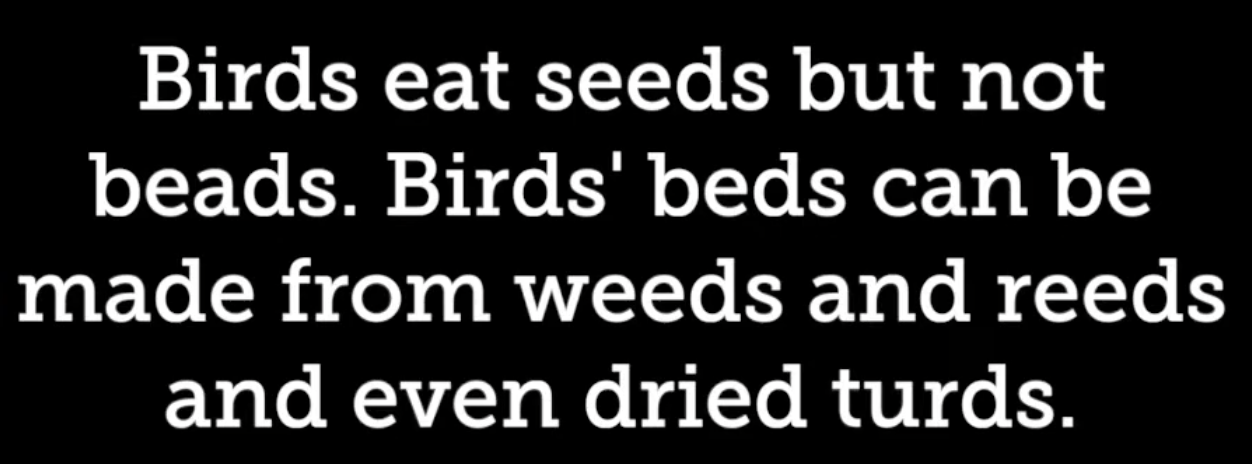 Birds eat seeds but not
beads. Birds' beds can be
made from weeds and reeds
and even dried turds.